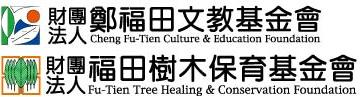 財團法人 鄭福田文教基金會
Cheng Fu-Tien Culture & Education Foundation
財團法人 福田樹木保育基金會
Fu-Tien Tree Healing & Conservation Foundation